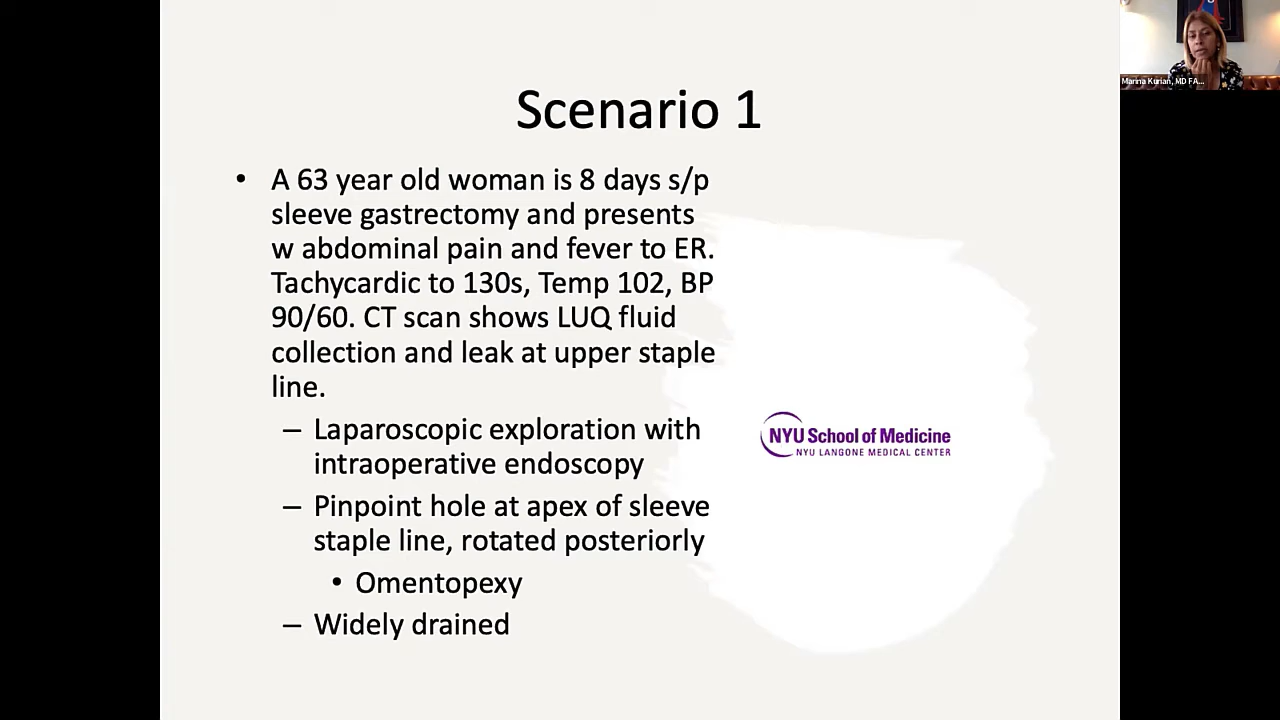 Marina Kurian, MD FA...
Scenario 1
• A 63 year old woman is 8 days s/p
sleeve gastrectomy and presents
w abdominal pain and fever to ER.
Tachycardic to 130s, Temp 102, BP
90/60. CT scan shows LUQ fluid
collection and leak at upper staple
line.
– Laparoscopic exploration with
intraoperative endoscopy
– Pinpoint hole at apex of sleeve
staple line, rotated posteriorly
• Omentopexy
– Widely drained
NYU School of Medicine
NYU LANGONE MEDICAL CENTER